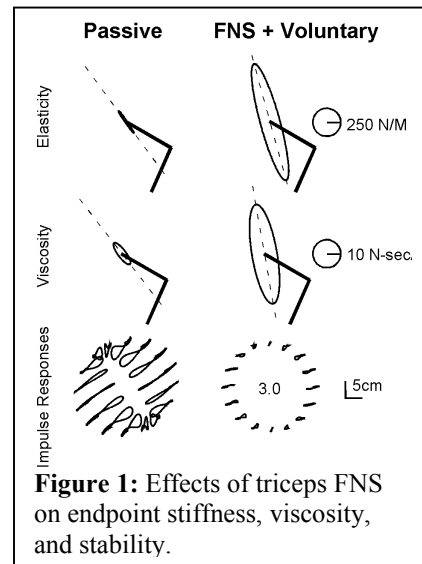 Passive FNS + Voluntary
Elasticity
250 N/M
Viscosity
10 N-sec.
Impulse Responses
3.0
5cm
Figure 1: Effects of triceps FNS
on endpoint stiffness, viscosity,
and stability.